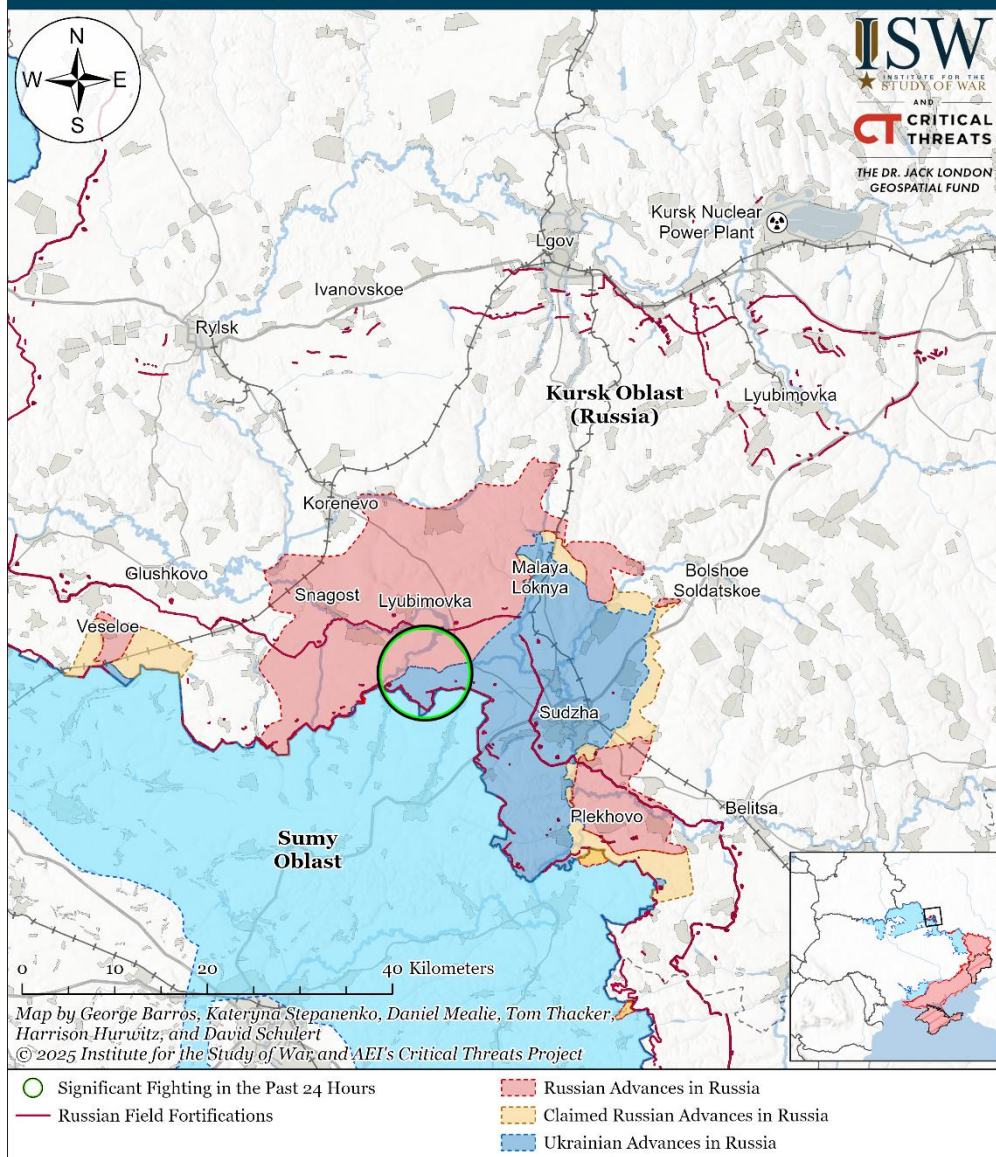 N
W E
S
ISW
INSTITUTE FOR THE
STUDY OF WAR
AND
CT CRITICAL
THREATS
THE DR. JACK LONDON
GEOSPATIAL FUND
Kursk Nuclear
Power Plant
Lgov
Ivanovskoe
Rylsk
Kursk Oblast
(Russia)
Lyubimovka
Korenevo
Glushkovo
Snagost
Lyubimovka
Malaya
Loknya
Bolshoe
Soldatskoe
Veseloe
Sudzha
Plekhovo
Belitsa
Sumy
Oblast
0 10 20 40 Kilometers
Map by George Barros, Kateryna Stepanenko, Daniel Mealie, Tom Thacker,
Harrison Hurwitz, and David Schulert
© 2025 Institute for the Study of War and AEI's Critical Threats Project
Significant Fighting in the Past 24 Hours
Russian Field Fortifications
Russian Advances in Russia
Claimed Russian Advances in Russia
Ukrainian Advances in Russia